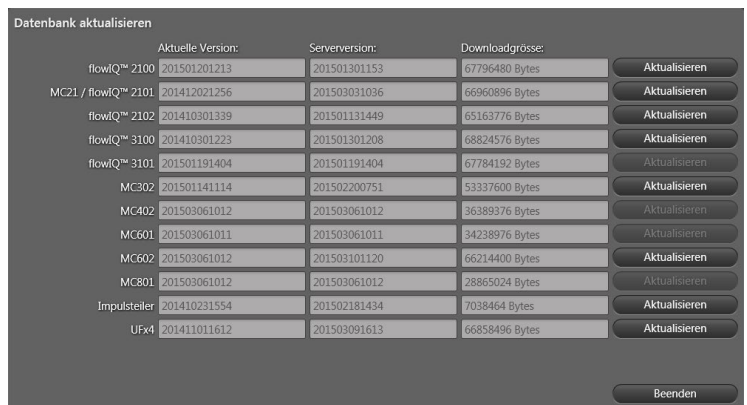 Datenbank aktualisieren
Aktuelle Version: Serverversion: Downloadgrösse:
flowIQ™ 2100 201501201213 201501301153 67796480 Bytes Aktualisieren
MC21 / flowIQ™ 2101 201412021256 201503031036 66960896 Bytes Aktualisieren
flowIQ™ 2102 201410301339 201501131449 65163776 Bytes Aktualisieren
flowIQ™ 3100 201410301223 201501301208 68824576 Bytes Aktualisieren
flowIQ™ 3101 201501191404 201501191404 67784192 Bytes Aktualisieren
MC302 201501141114 201502200751 53337600 Bytes Aktualisieren
MC402 201503061012 201503061012 36389376 Bytes Aktualisieren
MC601 201503061011 201503061011 34238976 Bytes Aktualisieren
MC602 201503061012 201503101120 66214400 Bytes Aktualisieren
MC801 201503061012 201503061012 28865024 Bytes Aktualisieren
Impulsteiler 201410231554 201502181434 7038464 Bytes Aktualisieren
UFx4 201411011612 201503091613 66858496 Bytes Aktualisieren
Beenden